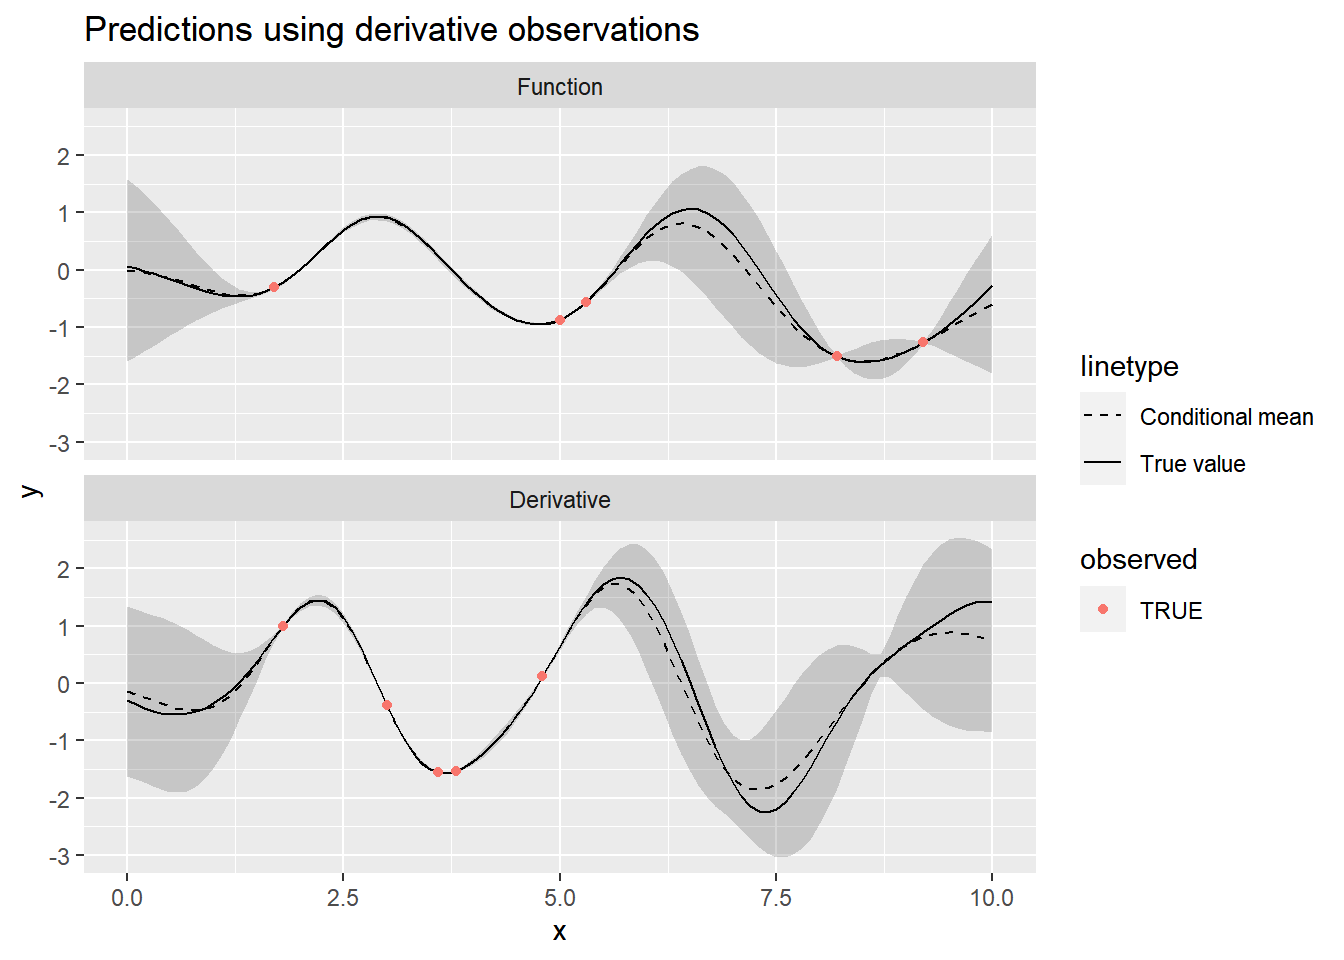 Predictions using derivative observations
Function
2
1
0
-1
-2
-3
y
Derivative
2
1
0
-1
-2
-3
0.0 2.5 5.0 7.5 10.0
x
linetype
Conditional mean
True value
observed
TRUE